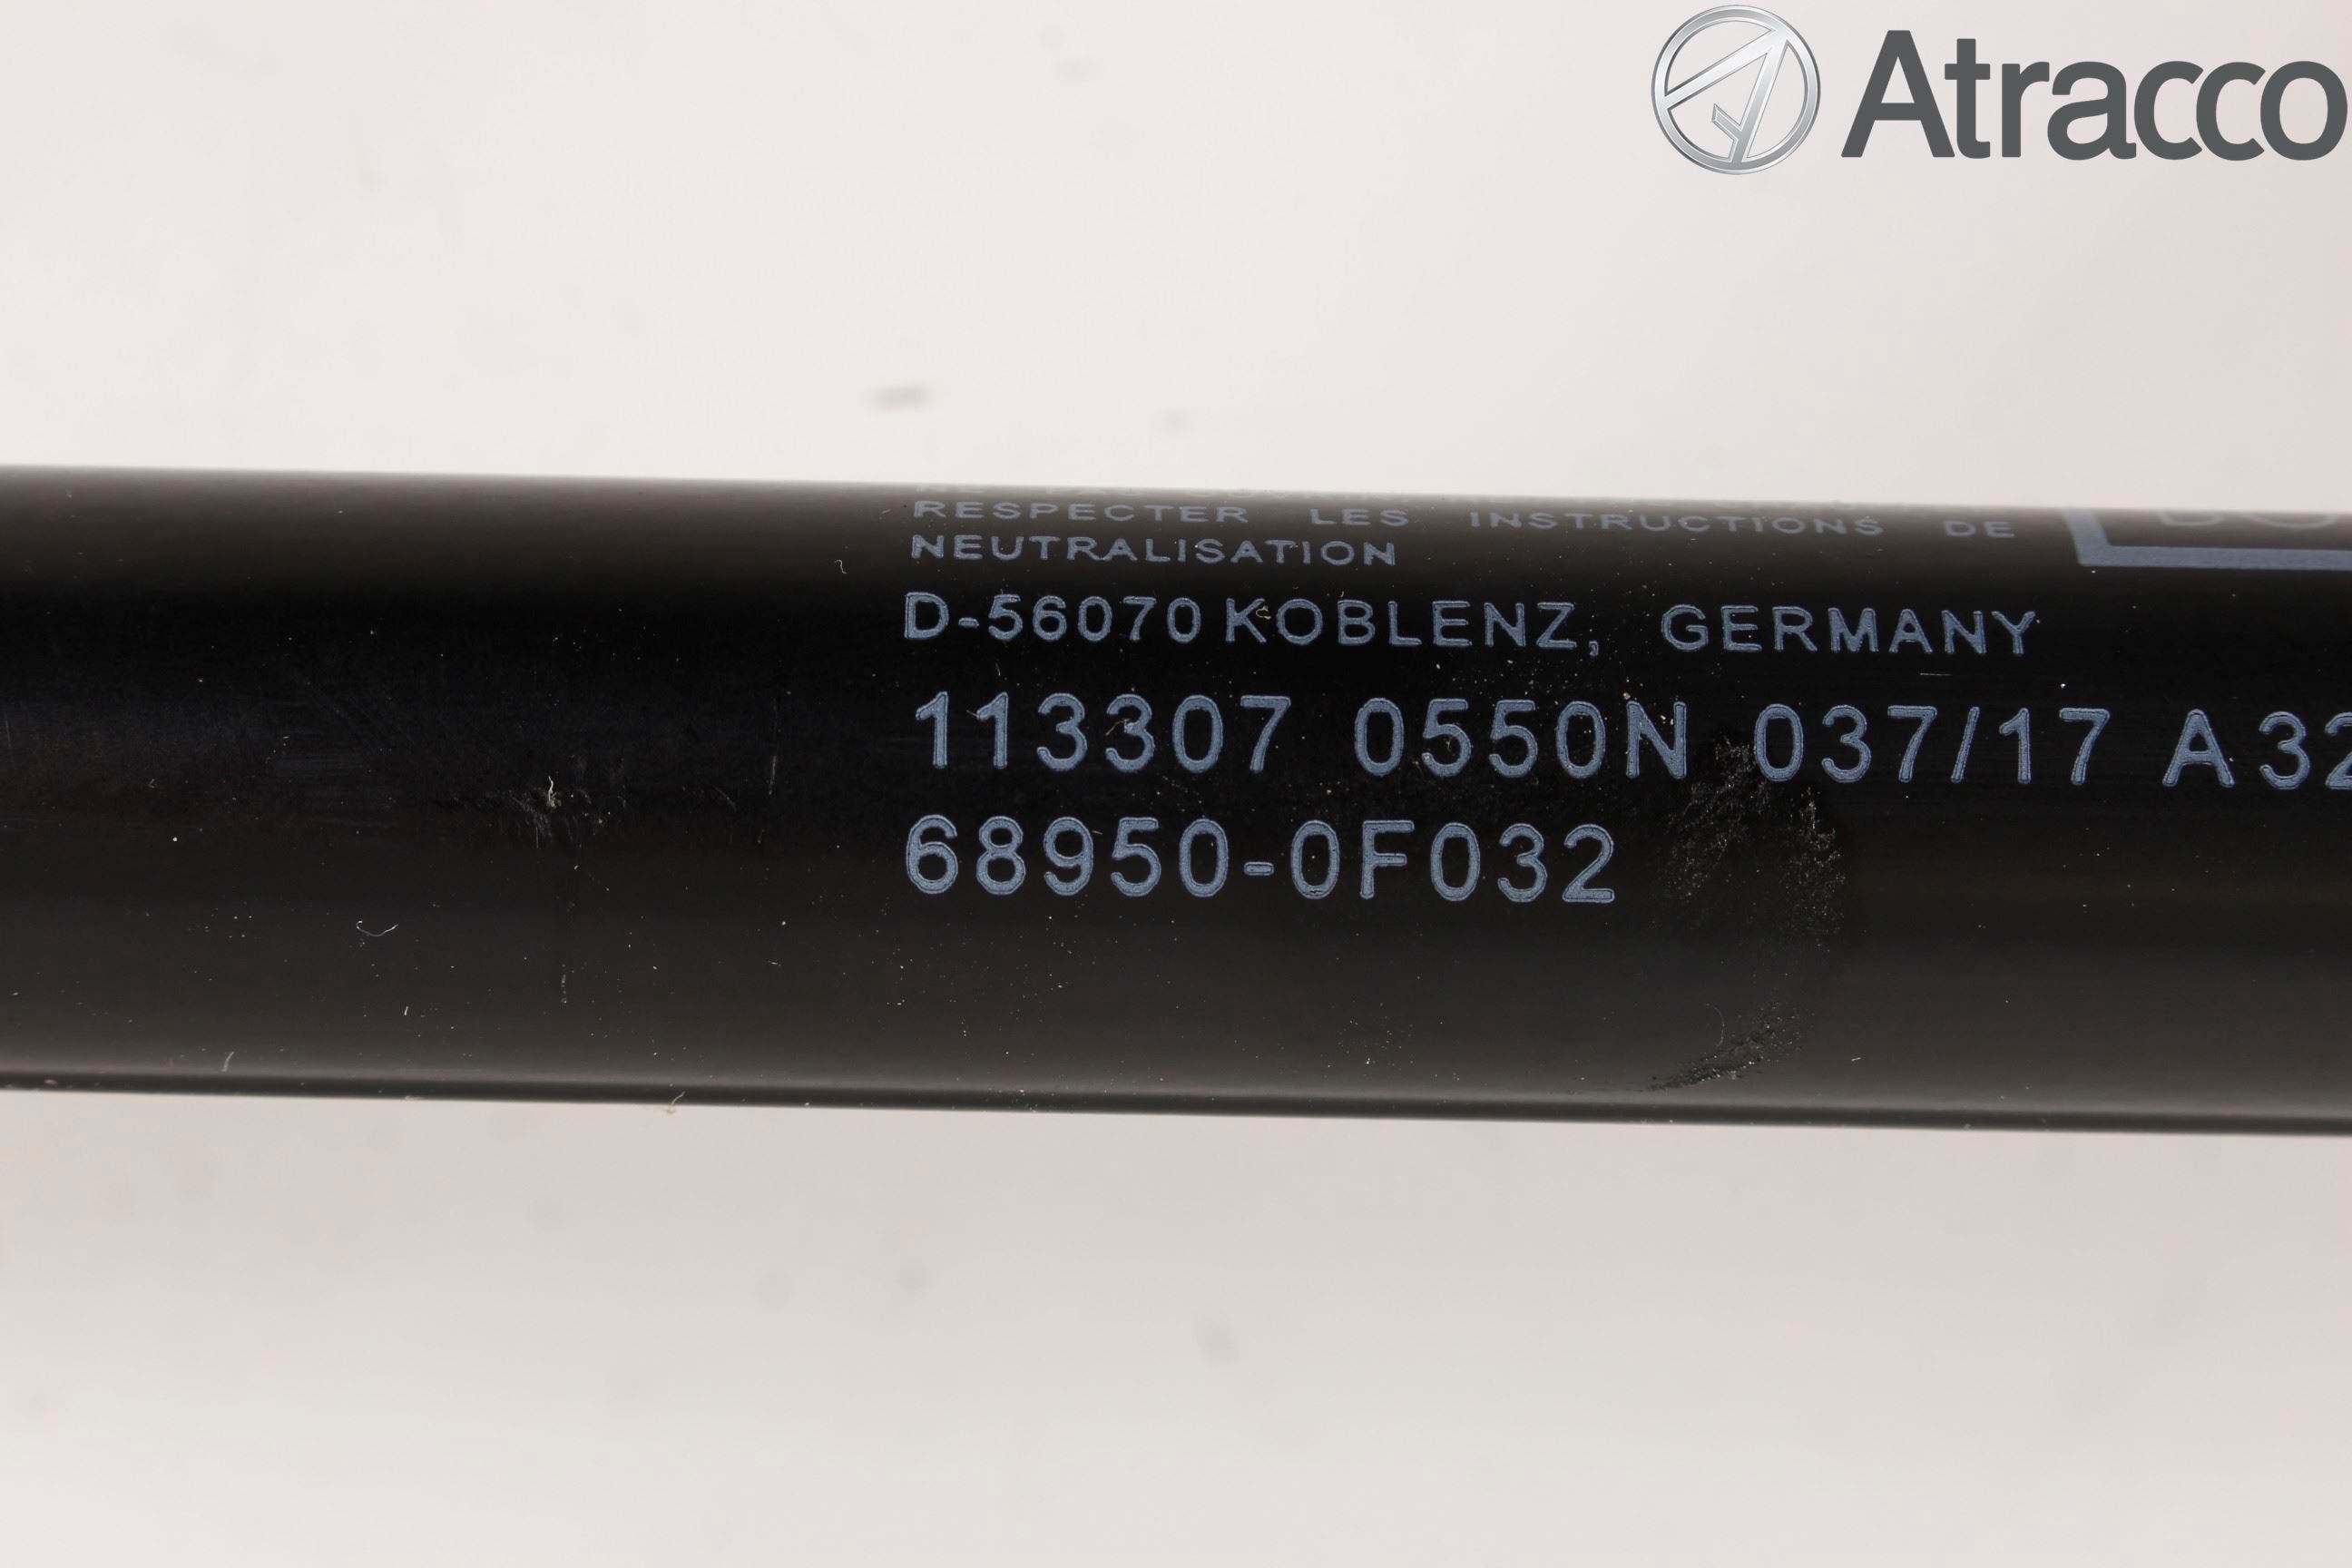 Atracco
RESPECTER LES INSTRUCTIONS DE
NEUTRALISATION
D-56070 KOBLENZ, GERMANY
113307 0550N 037/17 A32
68950-0F032